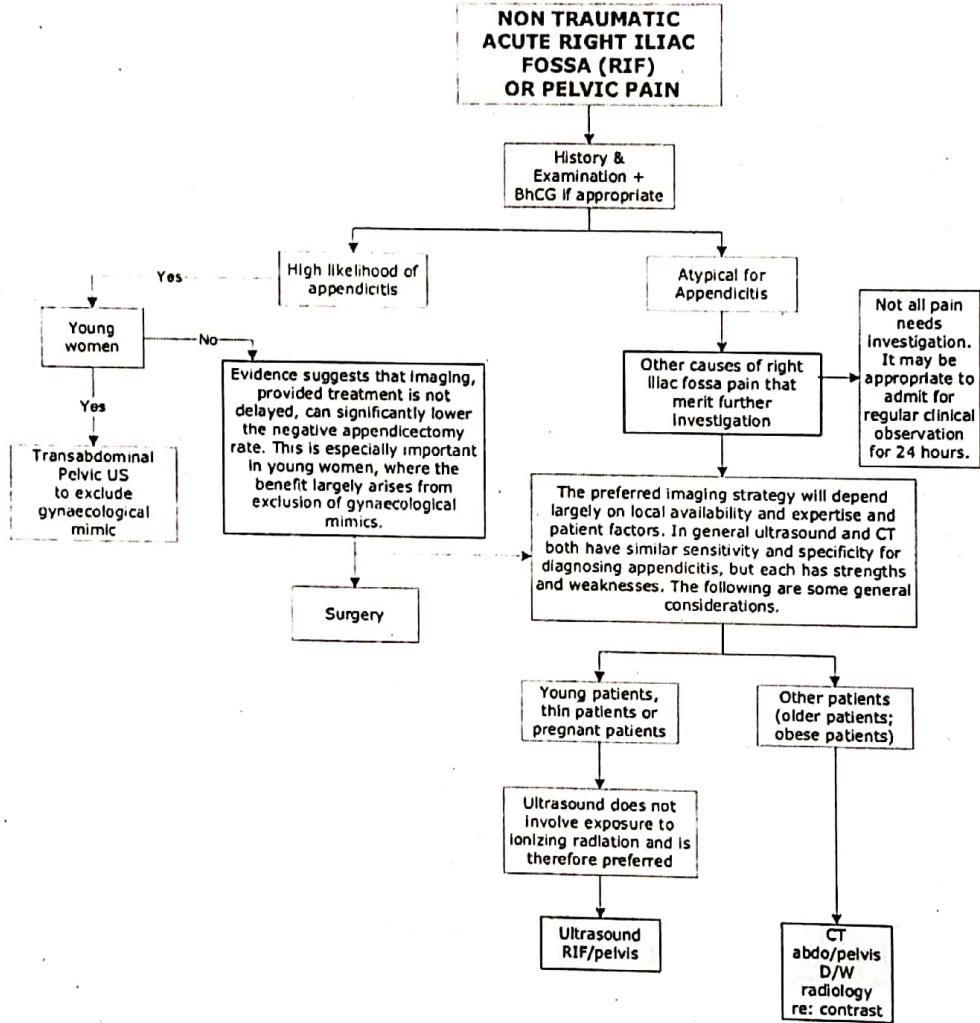 NON TRAUMATIC
ACUTE RIGHT ILIAC
FOSSA (RIF)
OR PELVIC PAIN
History &
Examination +
BhCG if appropriate
Yes
High likelihood of
appendicitis
Atypical for
Appendicitis
Young
women
No
Yes
Transabdominal
Pelvic US
to exclude
gynaecological
mimic
Evidence suggests that imaging,
provided treatment is not
delayed, can significantly lower
the negative appendicectomy
rate. This is especially important
in young women, where the
benefit largely arises from
exclusion of gynaecological
mimics.
Surgery
Other causes of right
iliac fossa pain that
merit further
investigation
Not all pain
needs
investigation.
It may be
appropriate to
admit for
regular clinical
observation
for 24 hours.
The preferred imaging strategy will depend
largely on local availability and expertise and
patient factors. In general ultrasound and CT
both have similar sensitivity and specificity for
diagnosing appendicitis, but each has strengths
and weaknesses. The following are some general
considerations.
Young patients,
thin patients or
pregnant patients
Other patients
(older patients;
obese patients)
Ultrasound does not
involve exposure to
ionizing radiation and is
therefore preferred
Ultrasound
RIF/pelvis
CT
abdo/pelvis
D/W
radiology
re: contrast